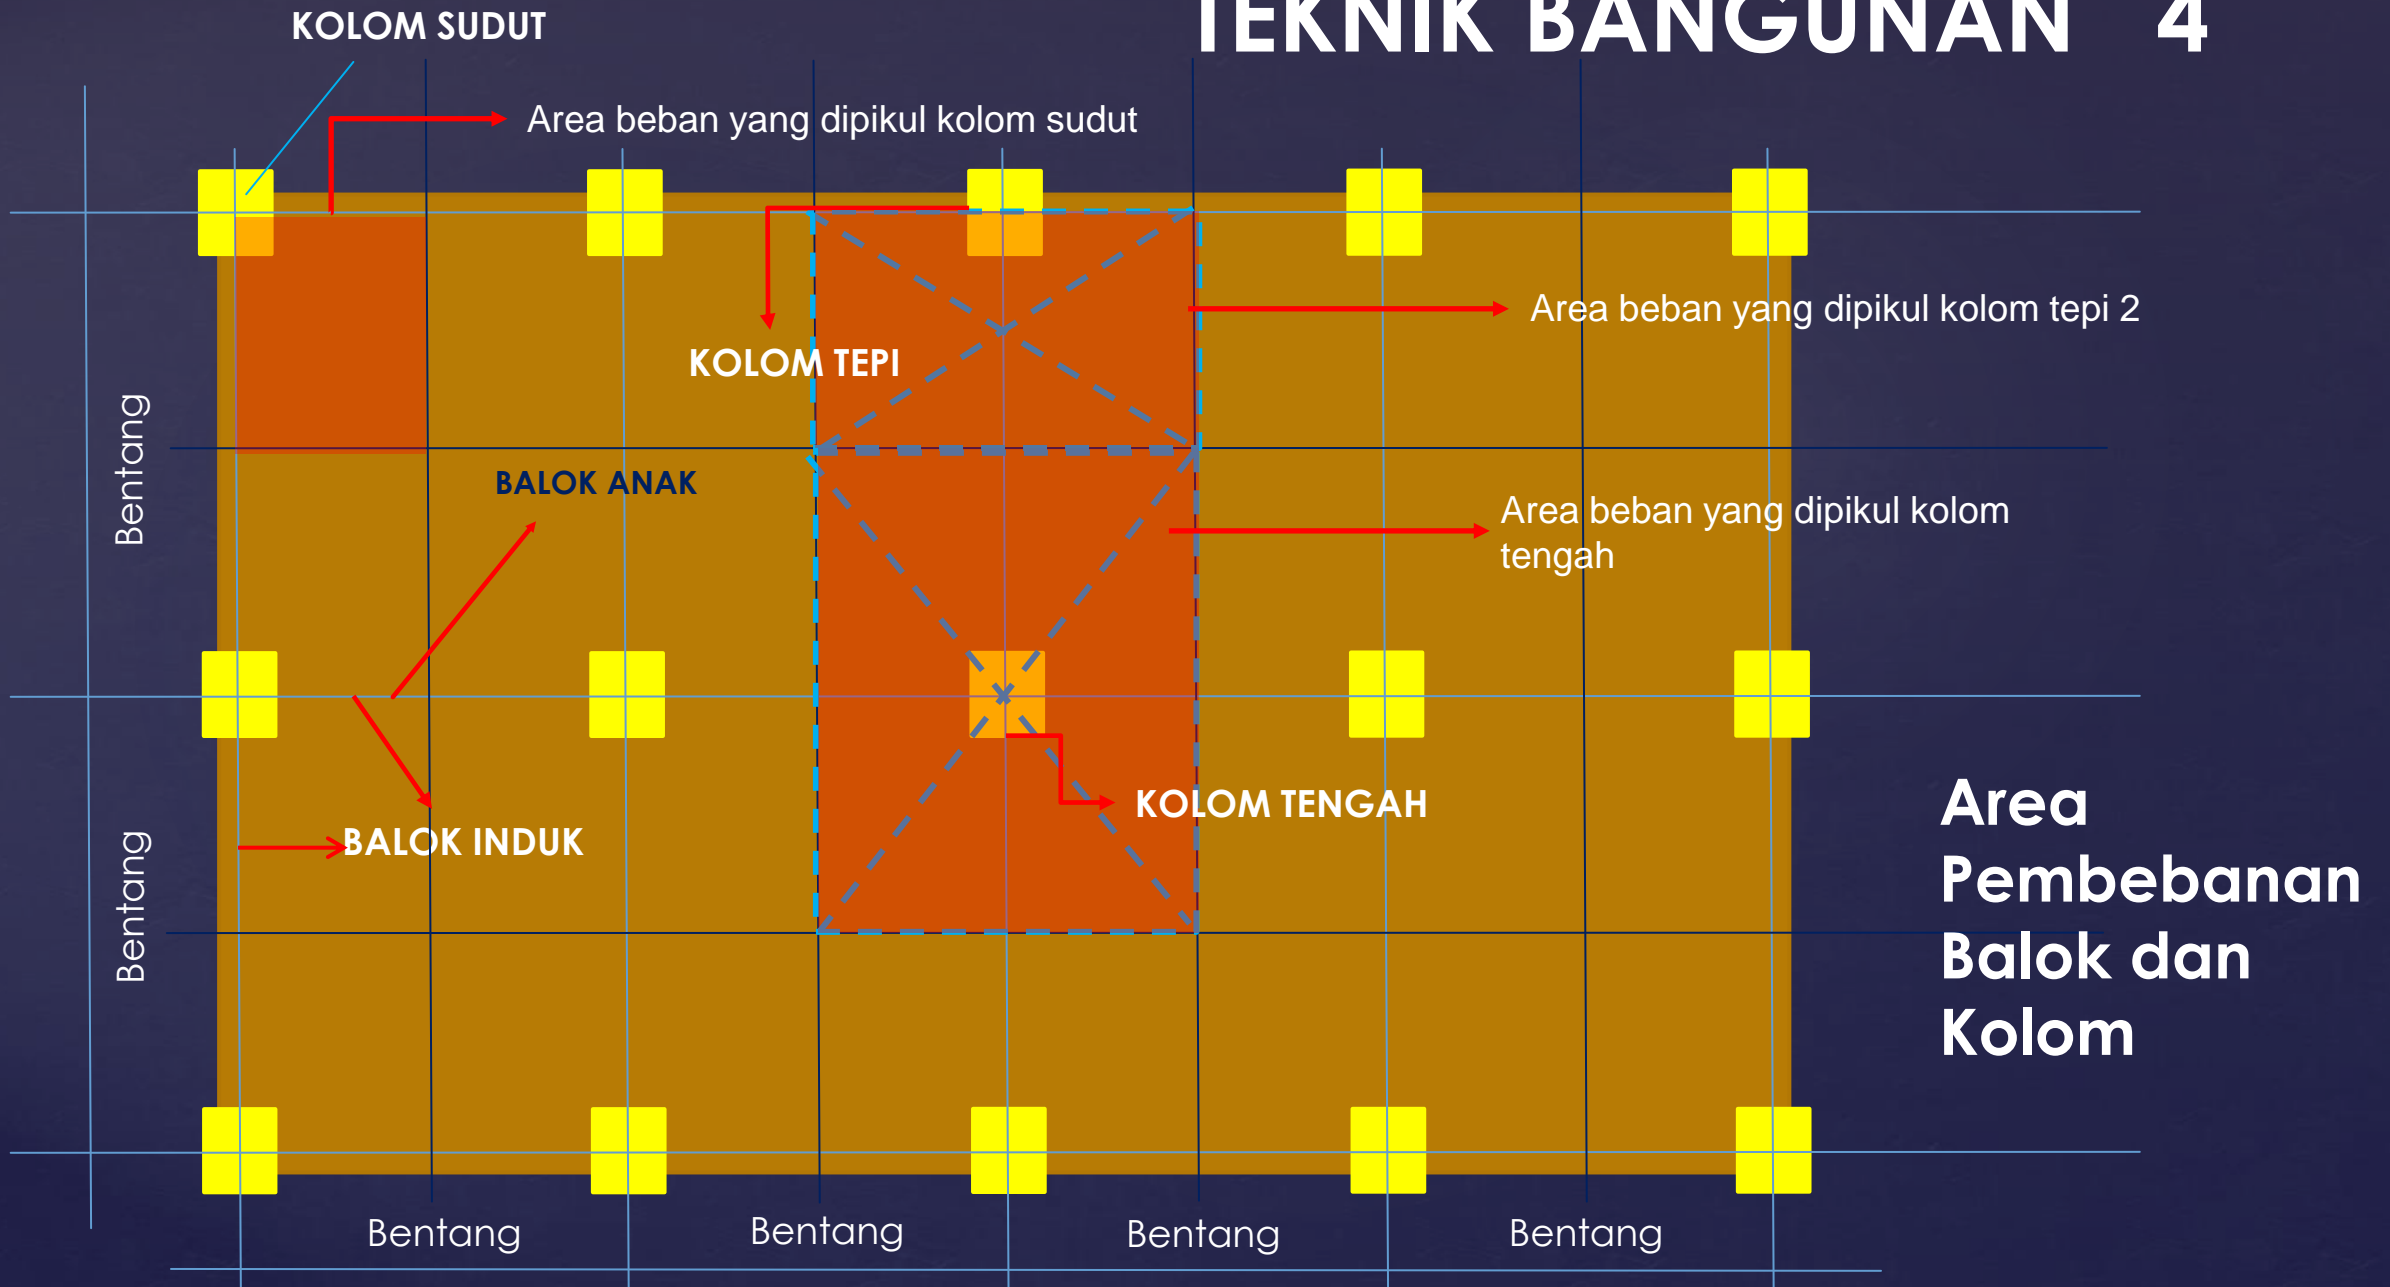 TEKNIK BANGUNAN 4
KOLOM SUDUT
Area beban yang dipikul kolom sudut
Area beban yang dipikul kolom tepi 2
KOLOM TEPI
Bentang
BALOK ANAK
Area beban yang dipikul kolom
tengah
KOLOM TENGAH
BALOK INDUK
Bentang
Area
Pembebanan
Balok dan
Kolom
Bentang
Bentang
Bentang
Bentang